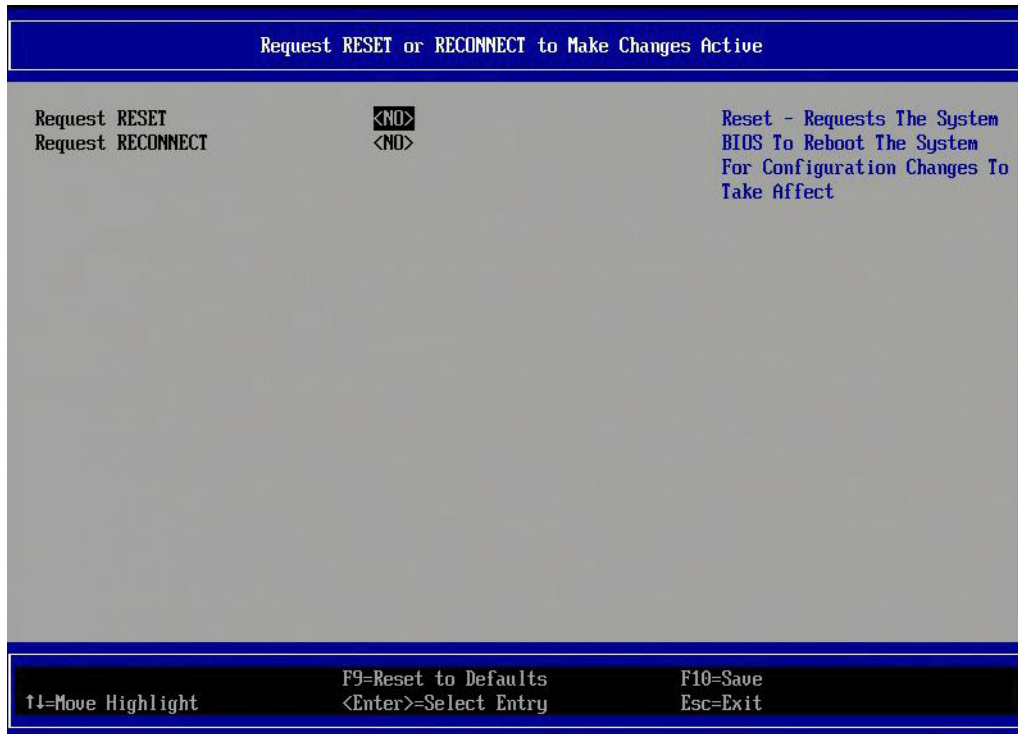 Request RESET or RECONNECT to Make Changes Active
Request RESET <NO>
Request RECONNECT <NO>
Reset - Requests The System
BIOS To Reboot The System
For Configuration Changes To
Take Affect
F9=Reset to Defaults F10=Save
↑↓=Move Highlight <Enter>=Select Entry Esc=Exit